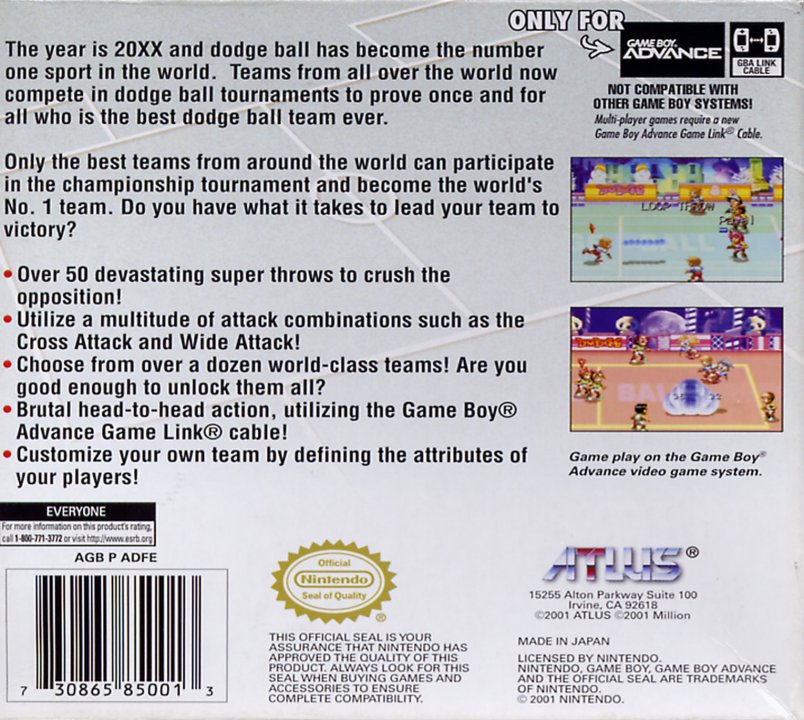 ONLY FOR
GAME BOY
ADVANCE
GBA LINK
CABLE
NOT COMPATIBLE WITH
OTHER GAME BOY SYSTEMS!
Multi-player games require a new
Game Boy Advance Game Link® Cable.
The year is 20XX and dodge ball has become the number
one sport in the world. Teams from all over the world now
compete in dodge ball tournaments to prove once and for
all who is the best dodge ball team ever.
Only the best teams from around the world can participate
in the championship tournament and become the world's
No. 1 team. Do you have what it takes to lead your team to
victory?
• Over 50 devastating super throws to crush the
opposition!
• Utilize a multitude of attack combinations such as the
Cross Attack and Wide Attack!
• Choose from over a dozen world-class teams! Are you
good enough to unlock them all?
• Brutal head-to-head action, utilizing the Game Boy®
Advance Game Link® cable!
• Customize your own team by defining the attributes of
your players!
LOOP THROW
BALL
Game play on the Game Boy®
Advance video game system.
EVERYONE
For more information on this product's rating,
call 1-800-771-3772 or visit http://www.esrb.org
AGB P ADFE
7 30865 85001 3
Official
Nintendo
Seal of Quality
®
THIS OFFICIAL SEAL IS YOUR
ASSURANCE THAT NINTENDO HAS
APPROVED THE QUALITY OF THIS
PRODUCT. ALWAYS LOOK FOR THIS
SEAL WHEN BUYING GAMES AND
ACCESSORIES TO ENSURE
COMPLETE COMPATIBILITY.
ATLUS®
15255 Alton Parkway Suite 100
Irvine, CA 92618
©2001 ATLUS ©2001 Million
MADE IN JAPAN
LICENSED BY NINTENDO.
NINTENDO, GAME BOY, GAME BOY ADVANCE
AND THE OFFICIAL SEAL ARE TRADEMARKS
OF NINTENDO.
© 2001 NINTENDO.